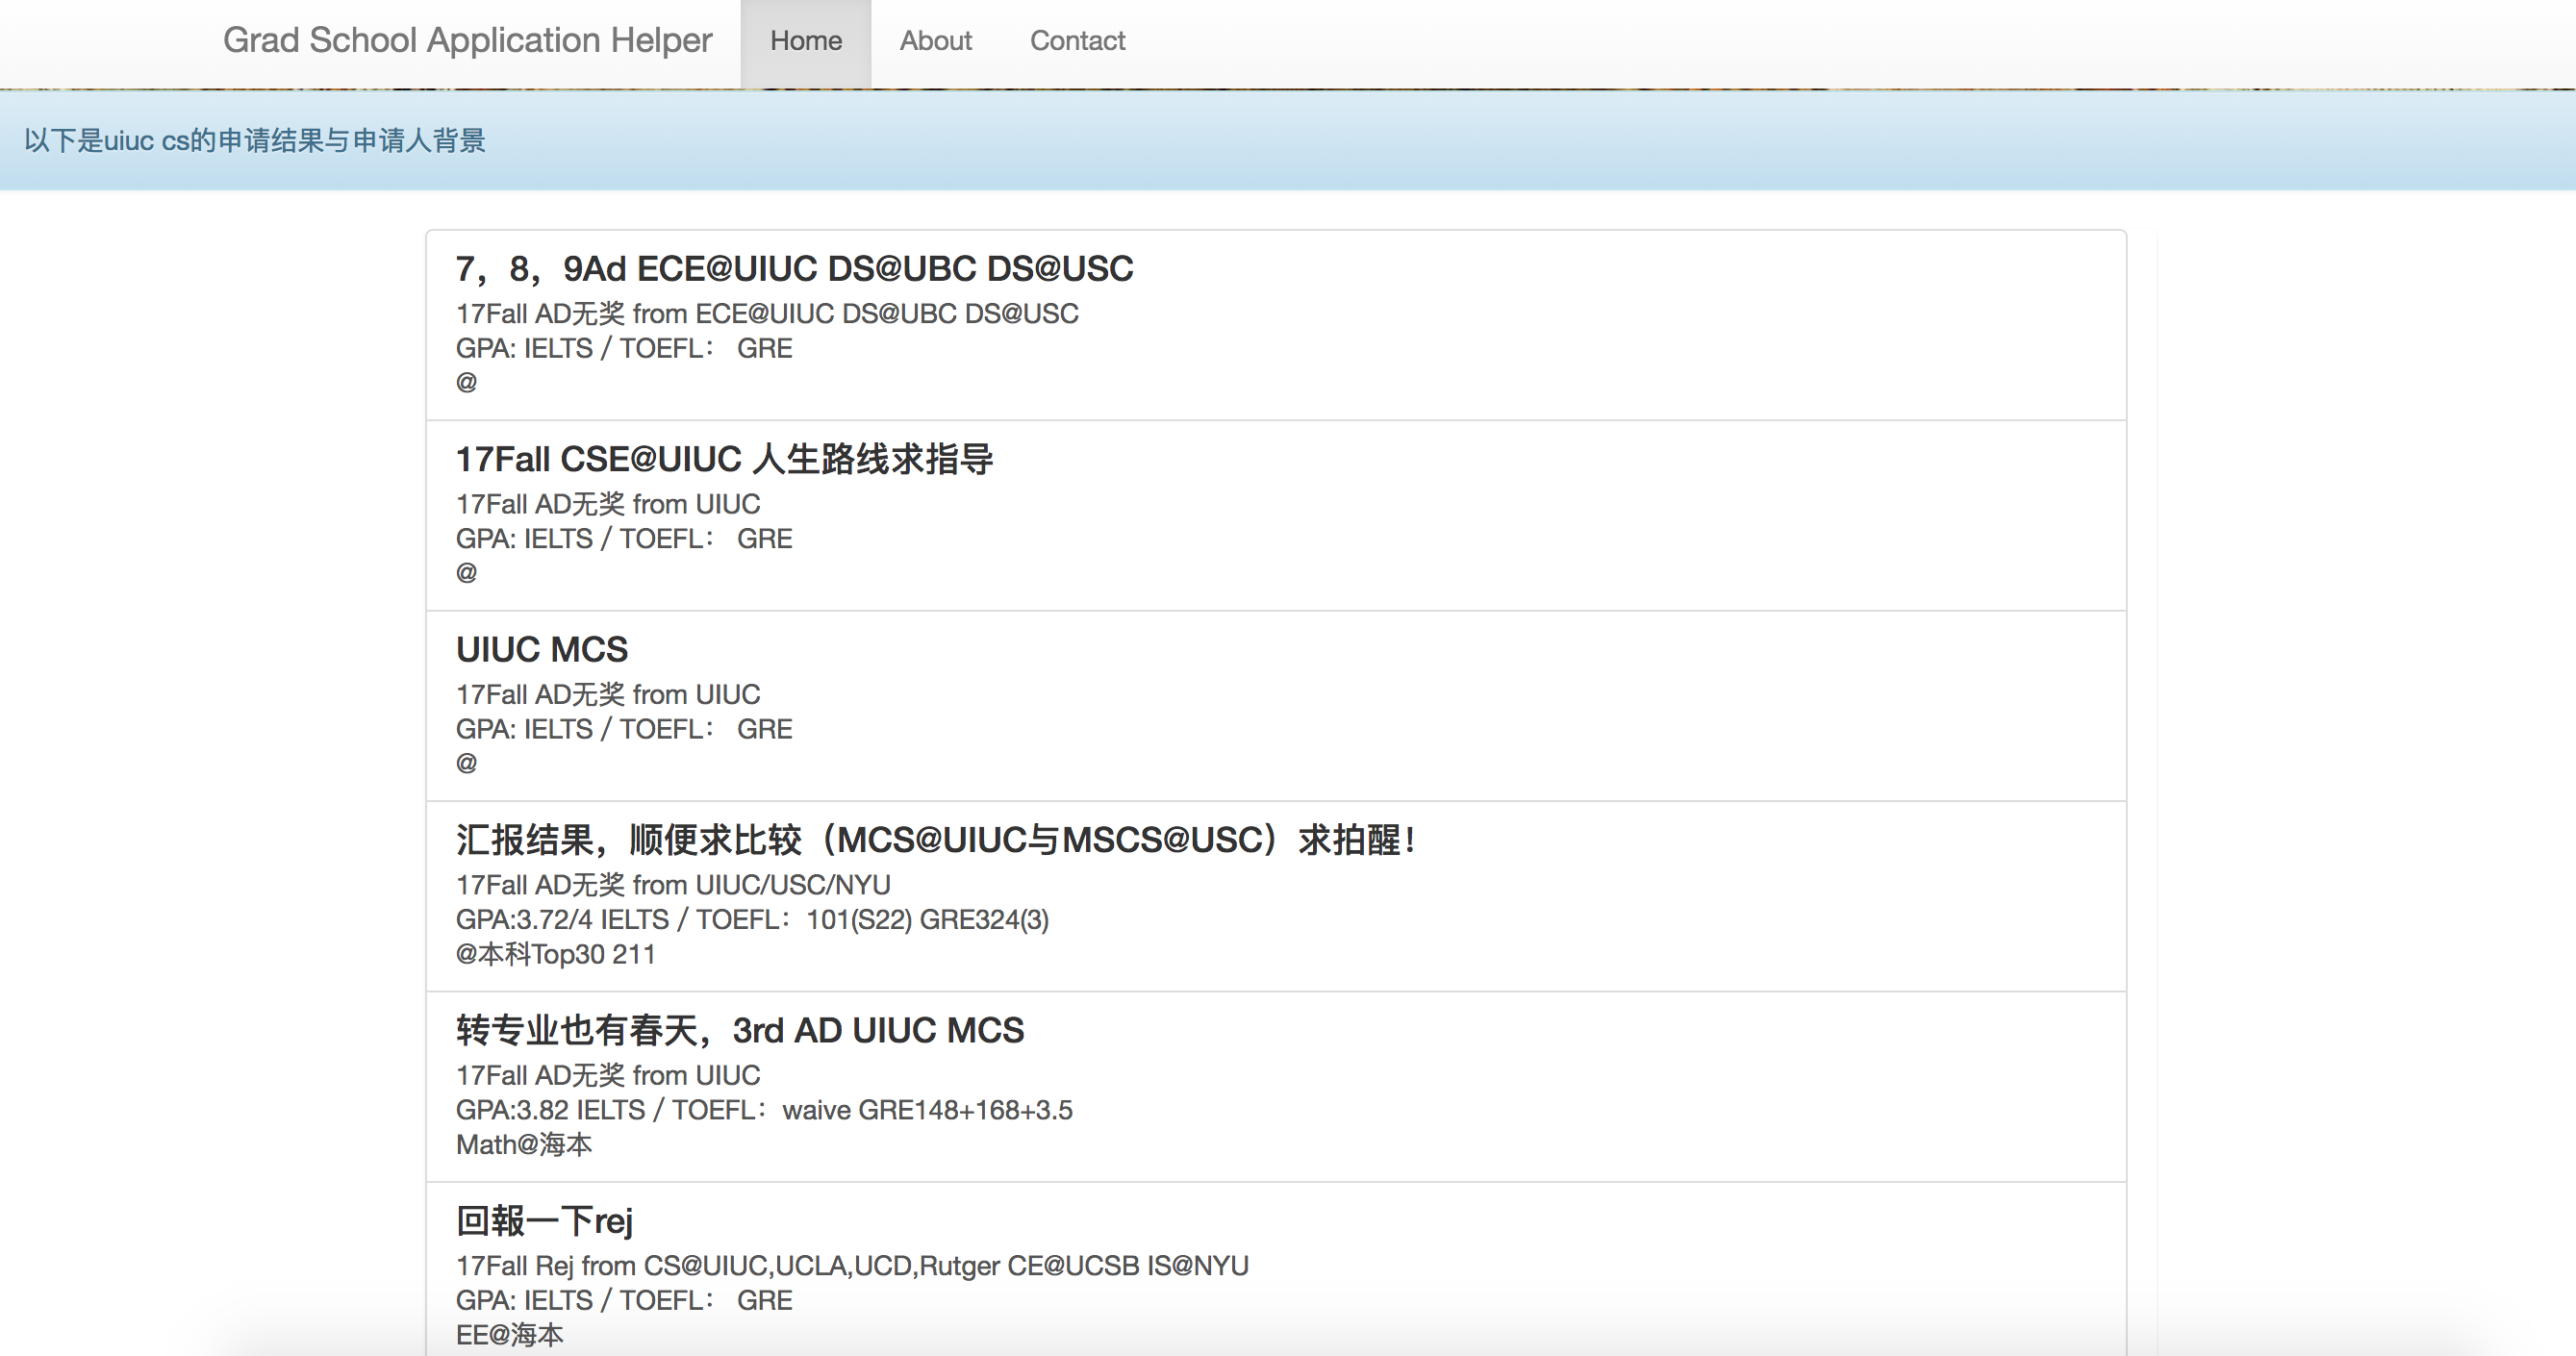 Grad School Application Helper Home About Contact
以下是uiuc cs的申请结果与申请人背景
7，8，9Ad ECE@UIUC DS@UBC DS@USC
17Fall AD无奖 from ECE@UIUC DS@UBC DS@USC
GPA: IELTS / TOEFL： GRE
@
17Fall CSE@UIUC 人生路线求指导
17Fall AD无奖 from UIUC
GPA: IELTS / TOEFL： GRE
@
UIUC MCS
17Fall AD无奖 from UIUC
GPA: IELTS / TOEFL： GRE
@
汇报结果，顺便求比较（MCS@UIUC与MSCS@USC）求拍醒！
17Fall AD无奖 from UIUC/USC/NYU
GPA:3.72/4 IELTS / TOEFL：101(S22) GRE324(3)
@本科Top30 211
转专业也有春天，3rd AD UIUC MCS
17Fall AD无奖 from UIUC
GPA:3.82 IELTS / TOEFL：waive GRE148+168+3.5
Math@海本
回報一下rej
17Fall Rej from CS@UIUC,UCLA,UCD,Rutger CE@UCSB IS@NYU
GPA: IELTS / TOEFL： GRE
EE@海本